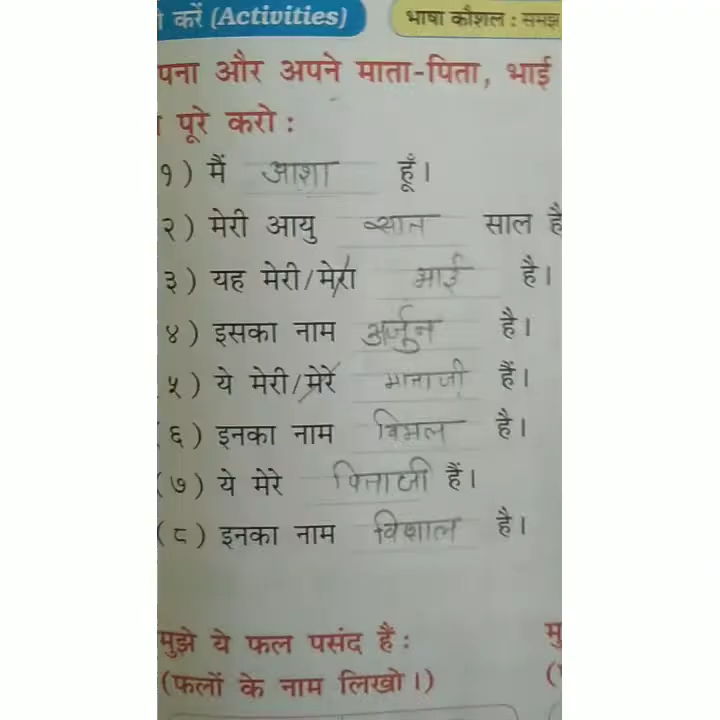 करें (Activities) भाषा कौशल : समझ
पना और अपने माता-पिता, भाई
पूरे करो :
१) मैं आशा हूँ।
२) मेरी आयु सात साल है
३) यह मेरी/मेरा भाई है।
४) इसका नाम अर्जुन है।
५) ये मेरी/मेरे माताजी हैं।
६) इनका नाम विमल है।
(७) ये मेरे पिताजी हैं।
(८) इनका नाम विशाल है।
मुझे ये फल पसंद हैं : मु
(फलों के नाम लिखो।)